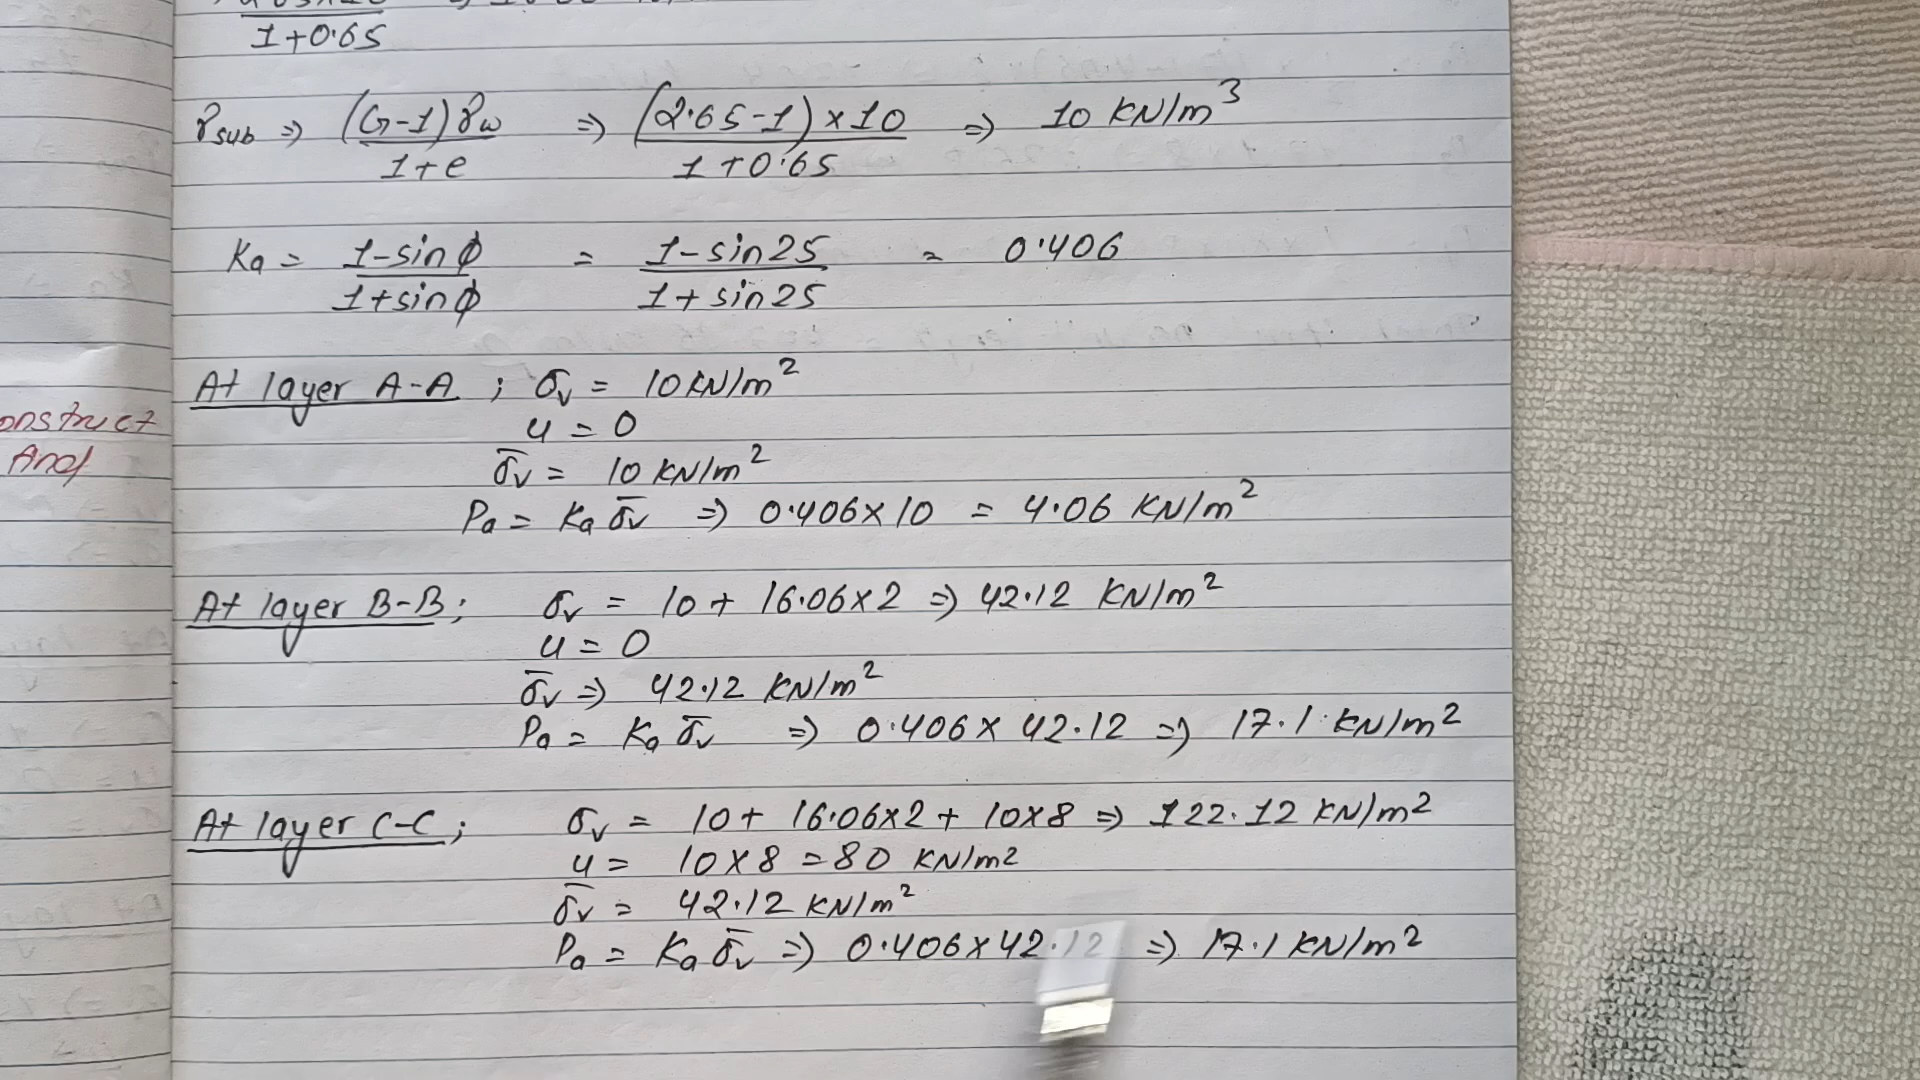 1+0.65
γsub ⇒ (G-1)γw / 1+e ⇒ (2.65-1)×10 / 1+0.65 ⇒ 10 KN/m³
Ka = 1-sinϕ / 1+sinϕ = 1-sin25 / 1+sin25 = 0.406
At layer A-A ; σv = 10 KN/m²
u = 0
σ̄v = 10 KN/m²
Pa = Ka σ̄v ⇒ 0.406×10 = 4.06 KN/m²
onstruct
And
At layer B-B ; σv = 10+ 16.06×2 ⇒ 42.12 KN/m²
u = 0
σ̄v ⇒ 42.12 KN/m²
Pa = Ka σ̄v ⇒ 0.406× 42.12 ⇒ 17.1 KN/m²
At layer C-C ; σv = 10+ 16.06×2+ 10×8 ⇒ 122.12 KN/m²
u = 10×8 = 80 KN/m2
σ̄v = 42.12 KN/m²
Pa = Ka σ̄v ⇒ 0.406×42.12 ⇒ 17.1 KN/m²